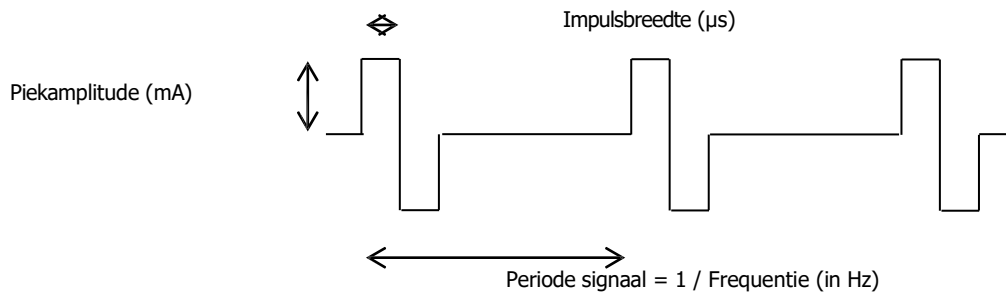 Impulsbreedte (µs)
Piekamplitude (mA)
Periode signaal = 1 / Frequentie (in Hz)